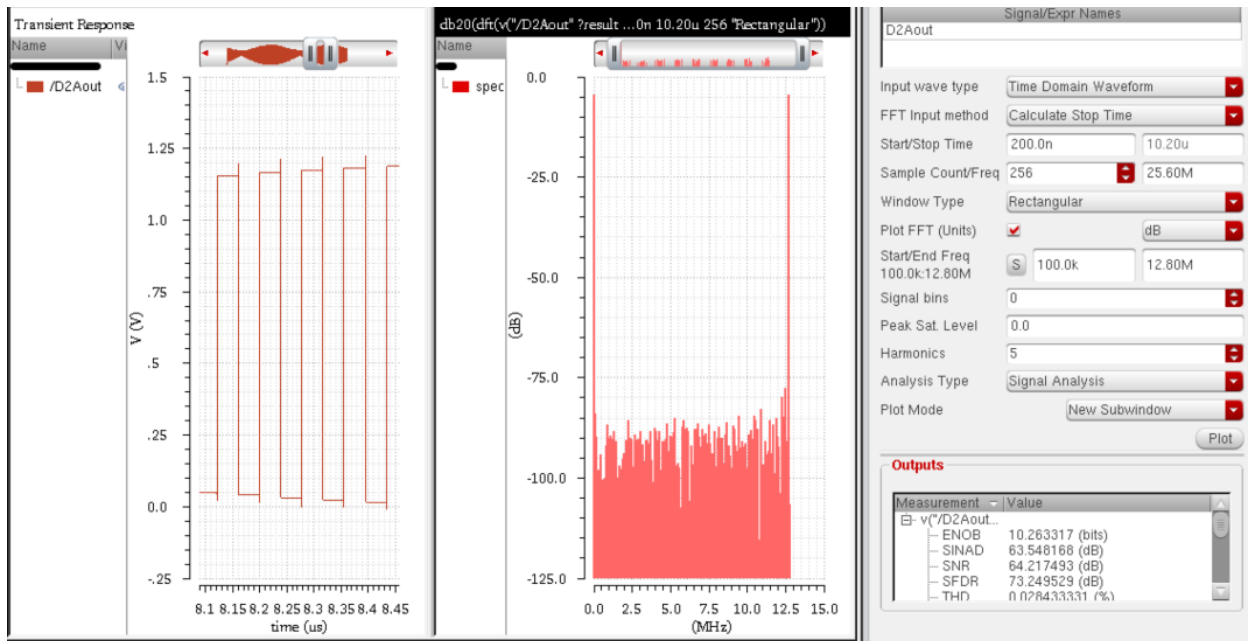 Transient Response
Name Vi
/D2Aout
1.5
1.25
1.0
.75
.5
.25
0.0
-.25
V (V)
8.1 8.15 8.2 8.25 8.3 8.35 8.4 8.45
time (us)
db20(dft(v("/D2Aout" ?result ...0n 10.20u 256 "Rectangular"))
Name
spec
0.0
-25.0
-50.0
-75.0
-100.0
-125.0
(dB)
0.0 2.5 5.0 7.5 10.0 12.5 15.0
(MHz)
Signal/Expr Names
D2Aout
Input wave type Time Domain Waveform
FFT Input method Calculate Stop Time
Start/Stop Time 200.0n 10.20u
Sample Count/Freq 256 25.60M
Window Type Rectangular
Plot FFT (Units) dB
Start/End Freq
100.0k:12.80M S 100.0k 12.80M
Signal bins 0
Peak Sat. Level 0.0
Harmonics 5
Analysis Type Signal Analysis
Plot Mode New Subwindow
Plot
Outputs
Measurement Value
v("/D2Aout...
ENOB 10.263317 (bits)
SINAD 63.548168 (dB)
SNR 64.217493 (dB)
SFDR 73.249529 (dB)
THD 0.028433331 (%)